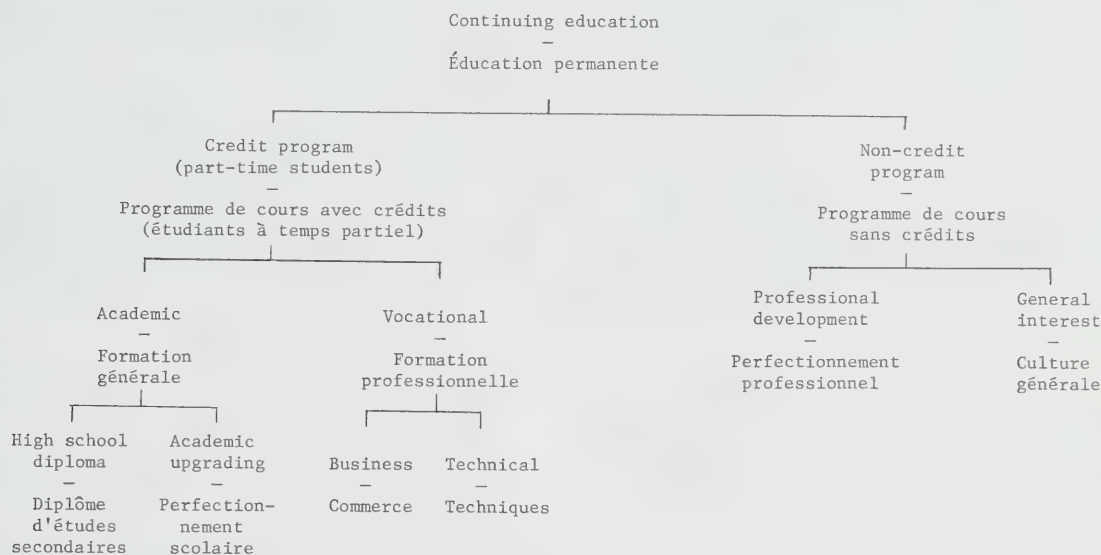 Continuing education
—
Éducation permanente
Credit program
(part-time students)
—
Programme de cours avec crédits
(étudiants à temps partiel)
Non-credit
program
—
Programme de cours
sans crédits
Academic
—
Formation
générale
Vocational
—
Formation
professionnelle
Professional
development
—
Perfectionnement
professionnel
General
interest
—
Culture
générale
High school
diploma
—
Diplôme
d'études
secondaires
Academic
upgrading
—
Perfection-
nement
scolaire
Business
—
Commerce
Technical
—
Techniques